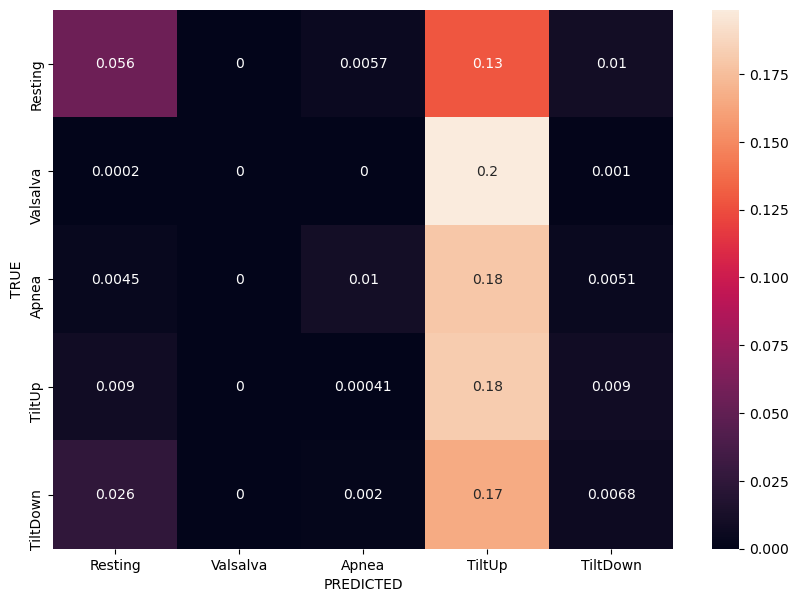 TRUE
Resting 0.056 0 0.0057 0.13 0.01
Valsalva 0.0002 0 0 0.2 0.001
Apnea 0.0045 0 0.01 0.18 0.0051
TiltUp 0.009 0 0.00041 0.18 0.009
TiltDown 0.026 0 0.002 0.17 0.0068
Resting Valsalva Apnea TiltUp TiltDown
PREDICTED
0.175
0.150
0.125
0.100
0.075
0.050
0.025
0.000